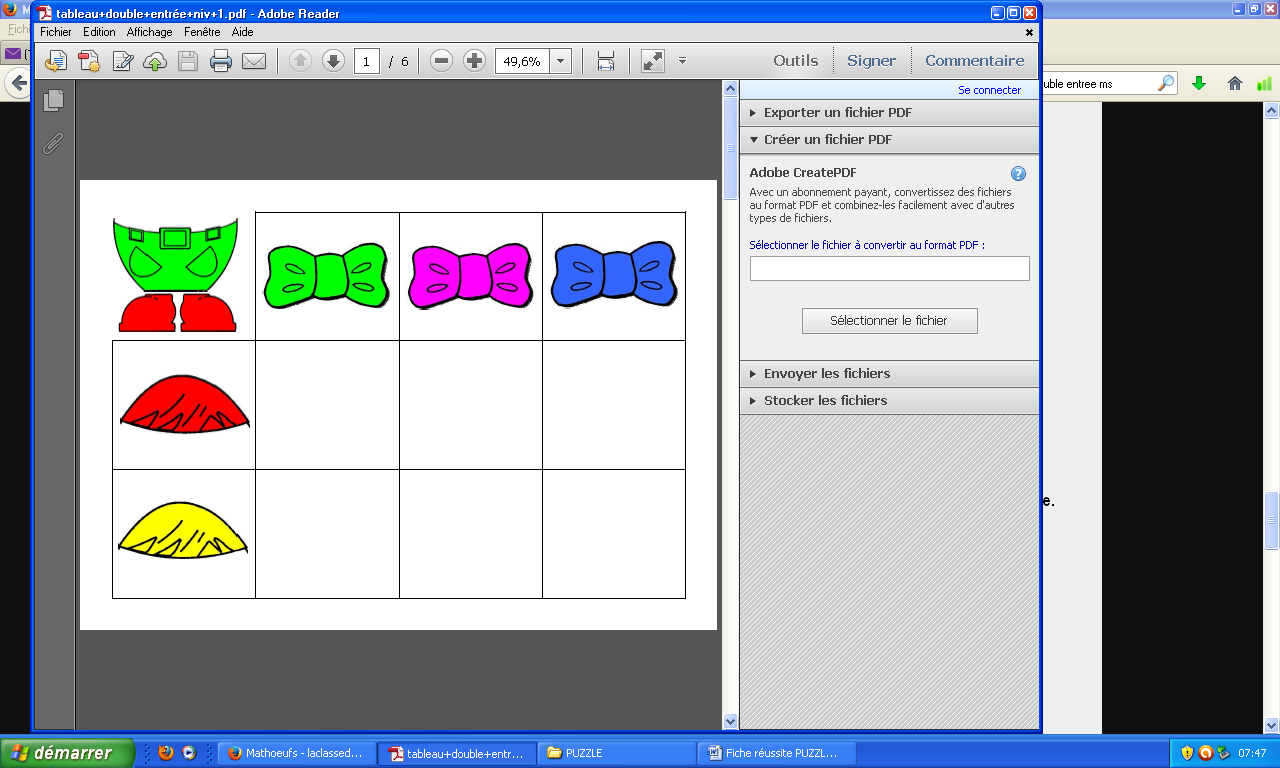 tableau+double+entrée+niv+1.pdf - Adobe Reader
Fichier Edition Affichage Fenêtre Aide
1 / 6 49,6% Outils Signer Commentaire
uble entree ms
Se connecter
Exporter un fichier PDF
Créer un fichier PDF
Adobe CreatePDF
Avec un abonnement payant, convertissez des fichiers
au format PDF et combinez-les facilement avec d'autres
types de fichiers.
Sélectionner le fichier à convertir au format PDF :
Sélectionner le fichier
Envoyer les fichiers
Stocker les fichiers
e.
démarrer
Mathoeufs - laclassed...
tableau+double+entr...
PUZZLE
Fiche réussite PUZZL...
07:47